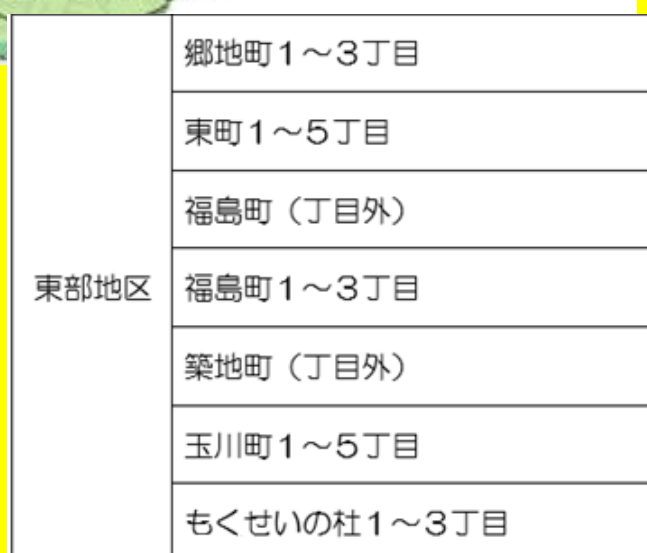 郷地町１～３丁目
東町１～５丁目
福島町（丁目外）
東部地区
福島町１～３丁目
築地町（丁目外）
玉川町１～５丁目
もくせいの杜１～３丁目